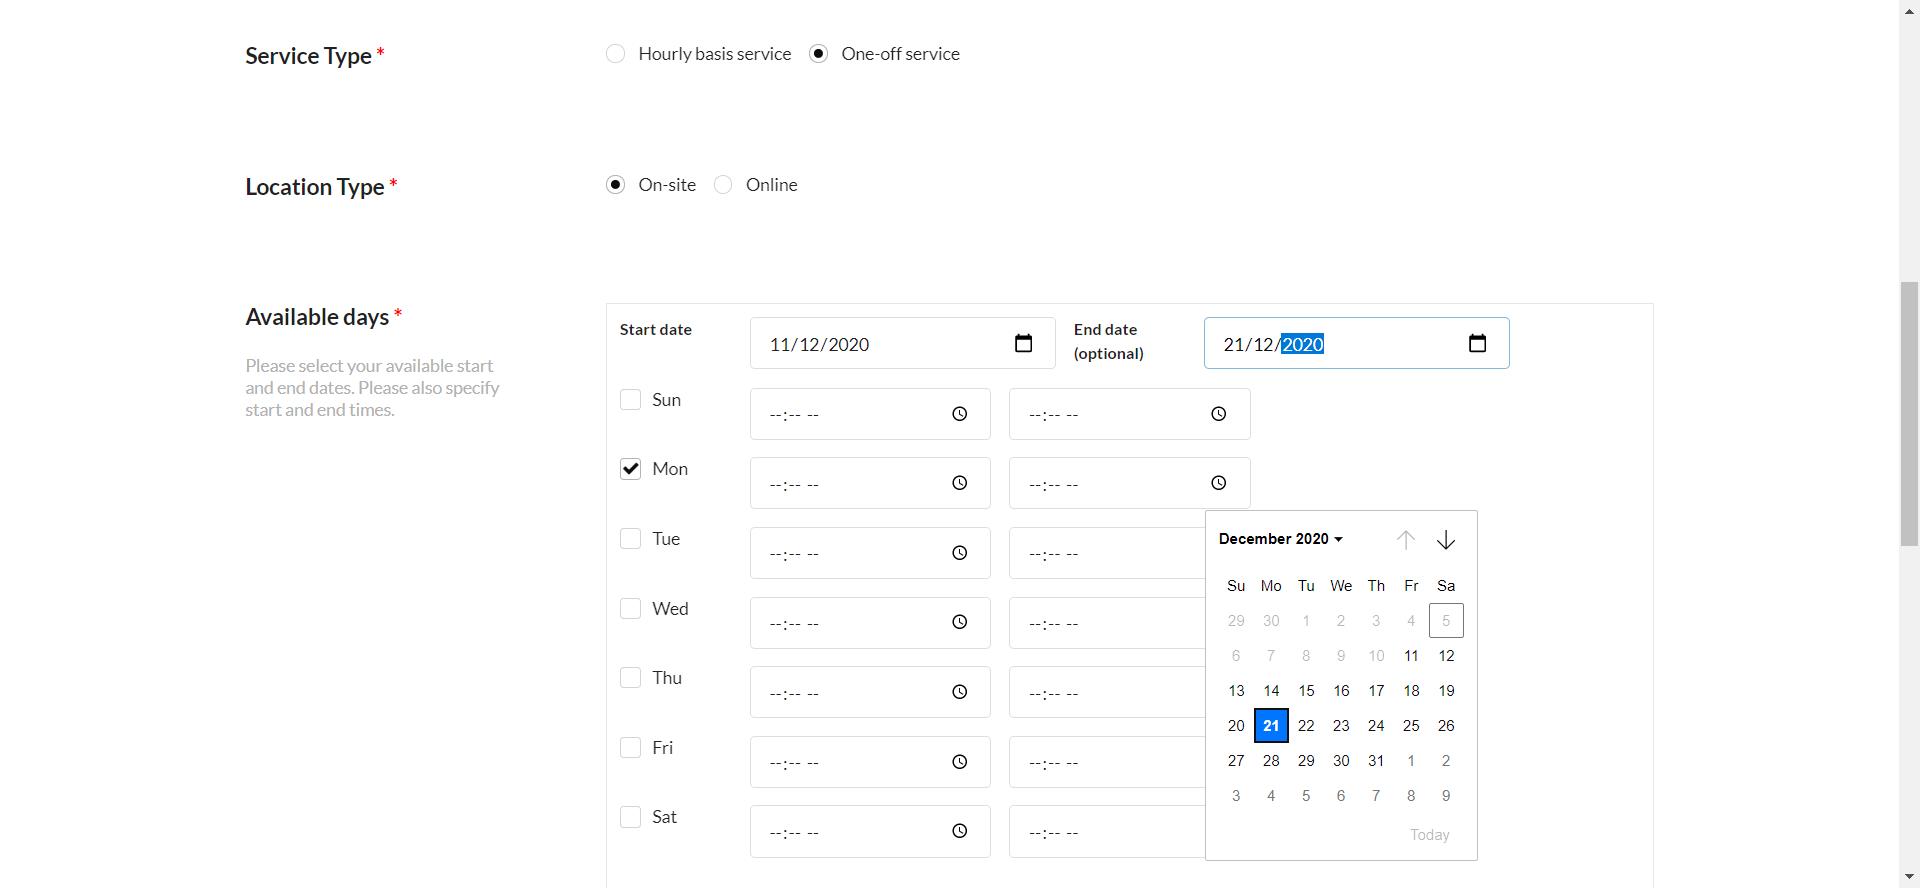 Service Type *
Hourly basis service One-off service
Location Type *
On-site Online
Available days *
Please select your available start
and end dates. Please also specify
start and end times.
Start date 11/12/2020 End date
(optional) 21/12/2020
Sun --:-- -- --:-- --
Mon --:-- -- --:-- --
Tue --:-- -- --:-- --
Wed --:-- -- --:-- --
Thu --:-- -- --:-- --
Fri --:-- -- --:-- --
Sat --:-- -- --:-- --
December 2020
Su Mo Tu We Th Fr Sa
29 30 1 2 3 4 5
6 7 8 9 10 11 12
13 14 15 16 17 18 19
20 21 22 23 24 25 26
27 28 29 30 31 1 2
3 4 5 6 7 8 9
Today